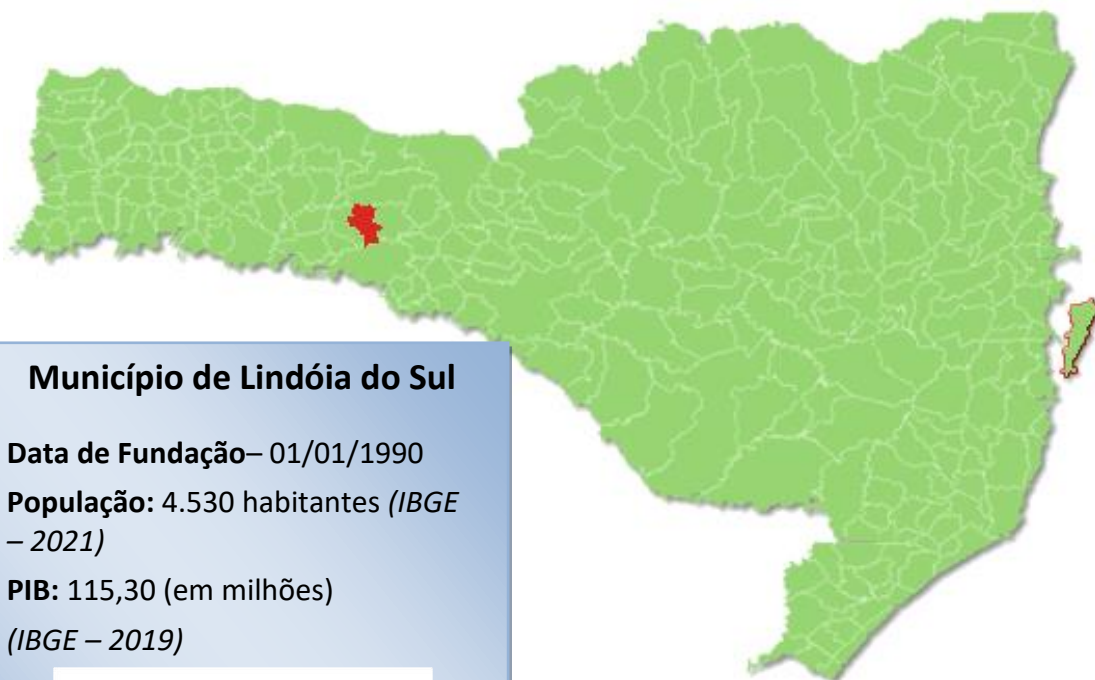 Município de Lindóia do Sul
Data de Fundação– 01/01/1990
População: 4.530 habitantes (IBGE
– 2021)
PIB: 115,30 (em milhões)
(IBGE – 2019)